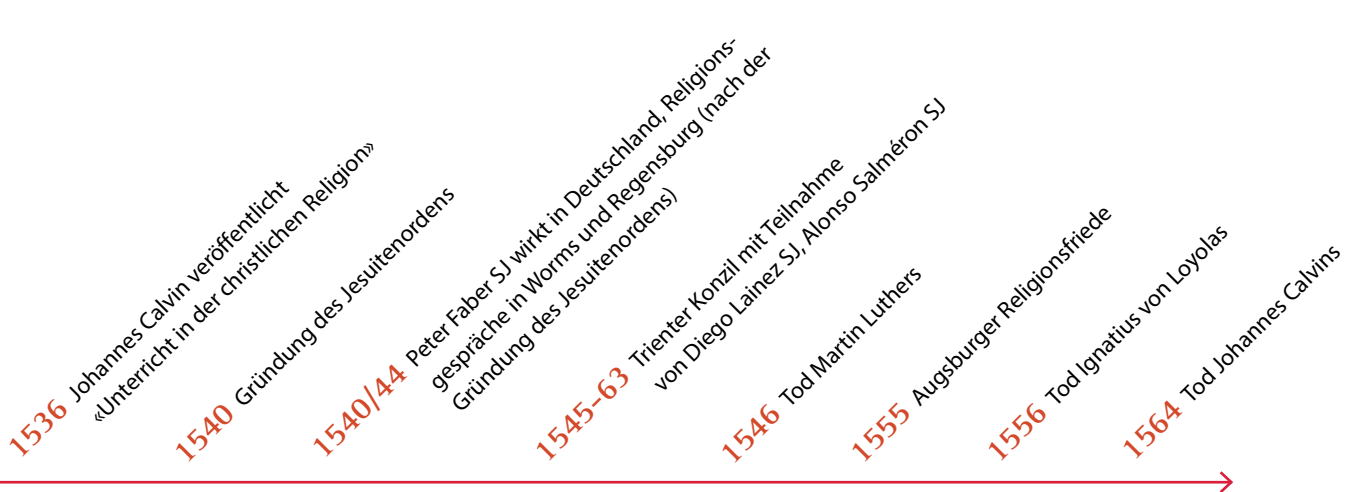 1536 Johannes Calvin veröffentlicht
«Unterricht in der christlichen Religion»
1540 Gründung des Jesuitenordens
1540/44 Peter Faber SJ wirkt in Deutschland, Religions-
gespräche in Worms und Regensburg (nach der
Gründung des Jesuitenordens)
1545–63 Trienter Konzil mit Teilnahme
von Diego Lainez SJ, Alonso Salméron SJ
1546 Tod Martin Luthers
1555 Augsburger Religionsfriede
1556 Tod Ignatius von Loyolas
1564 Tod Johannes Calvins